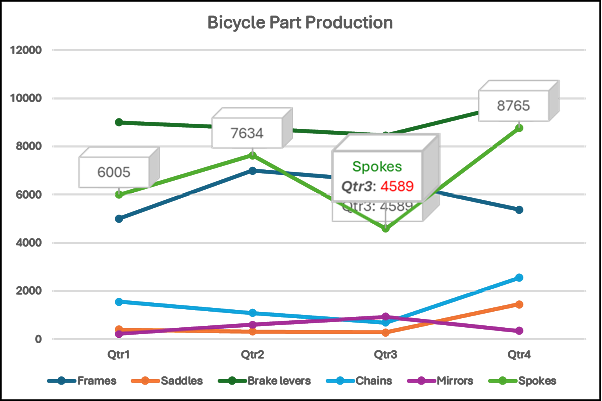 Bicycle Part Production
12000
10000
8000
6000
4000
2000
0
6005
7634
Spokes
Qtr3: 4589
Qtr3: 4589
8765
Qtr1 Qtr2 Qtr3 Qtr4
Frames Saddles Brake levers Chains Mirrors Spokes